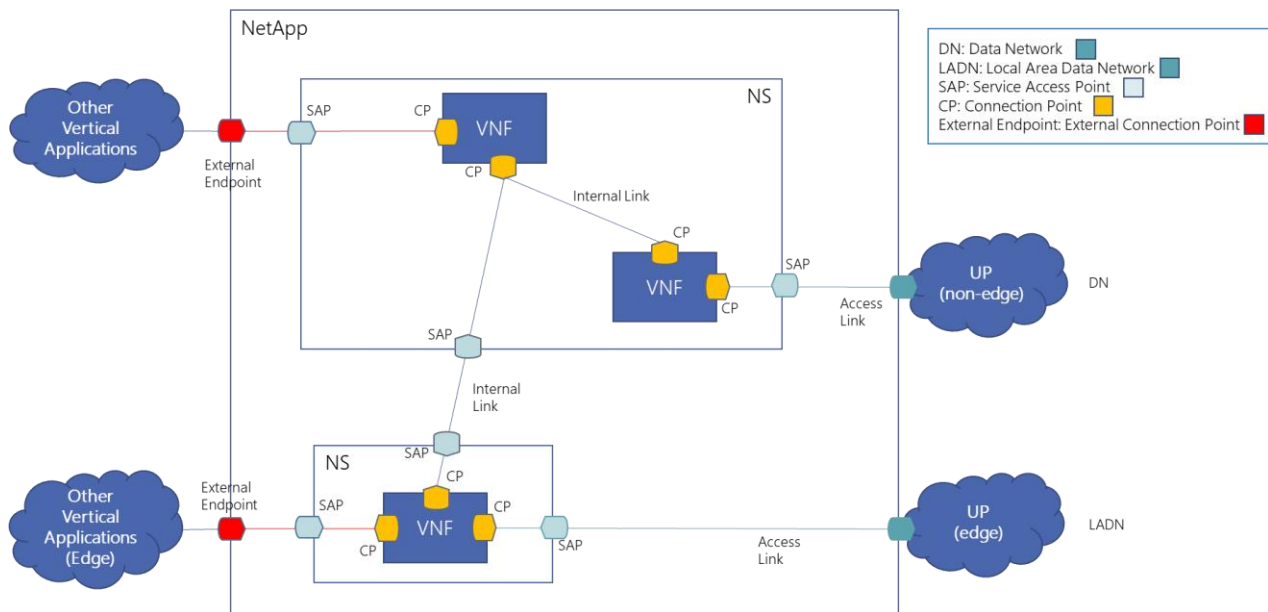 NetApp
DN: Data Network
LADN: Local Area Data Network
SAP: Service Access Point
CP: Connection Point
External Endpoint: External Connection Point
Other
Vertical
Applications
External
Endpoint
SAP
NS
CP
VNF
CP
Internal Link
CP
VNF
CP
SAP
Access
Link
UP
(non-edge)
DN
SAP
Internal
Link
SAP
NS
CP
Other
Vertical
Applications
(Edge)
External
Endpoint
SAP
CP
VNF
CP
SAP
Access
Link
UP
(edge)
LADN